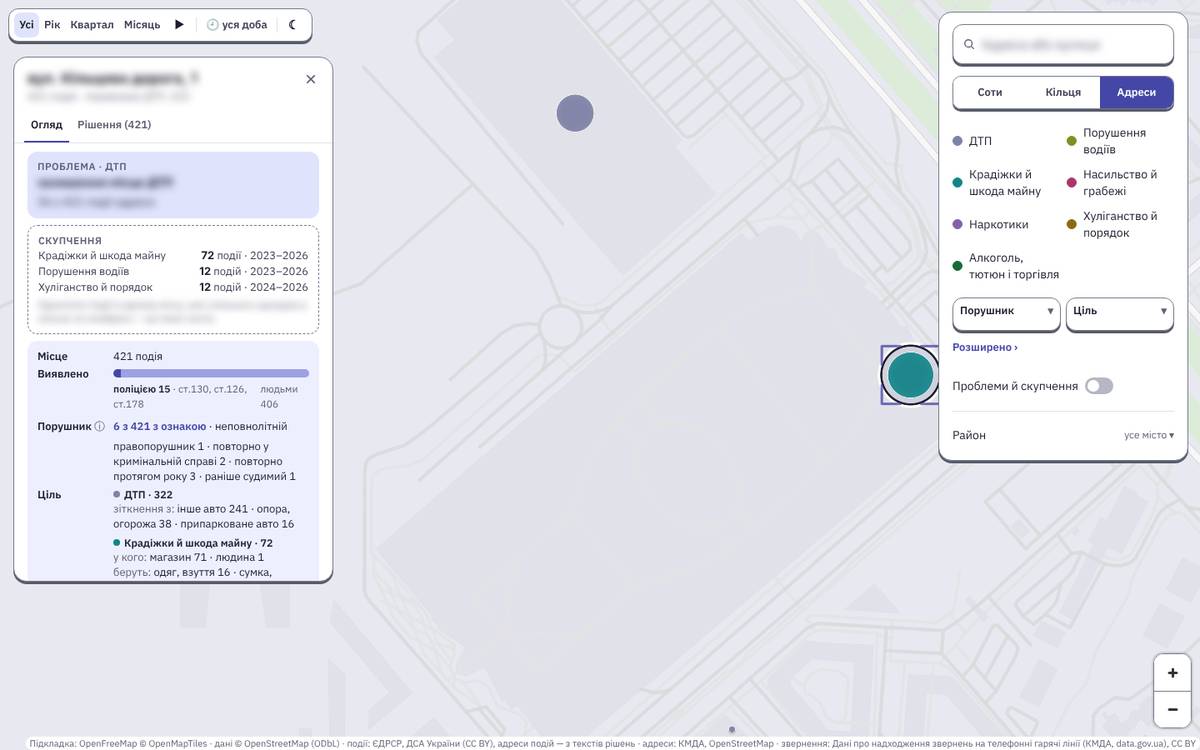 Усі Рік Квартал Місяць ▶ 🕘 уся доба ☾
Огляд Рішення (421)
ПРОБЛЕМА · ДТП
СКУПЧЕННЯ
Крадіжки й шкода майну 72 події · 2023–2026
Порушення водіїв 12 подій · 2023–2026
Хуліганство й порядок 12 подій · 2024–2026
Місце 421 подія
Виявлено
поліцією 15 · ст.130, ст.126, людьми
ст.178 406
Порушник ⓘ 6 з 421 з ознакою · неповнолітній
правопорушник 1 · повторно у
кримінальній справі 2 · повторно
протягом року 3 · раніше судимий 1
Ціль ДТП · 322
зіткнення з: інше авто 241 · опора,
огорожа 38 · припарковане авто 16
Крадіжки й шкода майну · 72
у кого: магазин 71 · людина 1
беруть: одяг, взуття 16 · сумка,
Соти Кільця Адреси
ДТП
Порушення
водіїв
Крадіжки й
шкода майну
Насильство й
грабежі
Наркотики
Хуліганство й
порядок
Алкоголь,
тютюн і торгівля
Порушник ▾ Ціль ▾
Розширено ›
Проблеми й скупчення
Район усе місто ▾
+
−
Підкладка: OpenFreeMap © OpenMapTiles · дані © OpenStreetMap (ODbL) · події: ЄДРСР, ДСА України (CC BY), адреси подій — з текстів рішень · адреси: КМДА, OpenStreetMap · звернення: Дані про надходження звернень на телефонні гарячі лінії (КМДА, data.gov.ua), CC BY